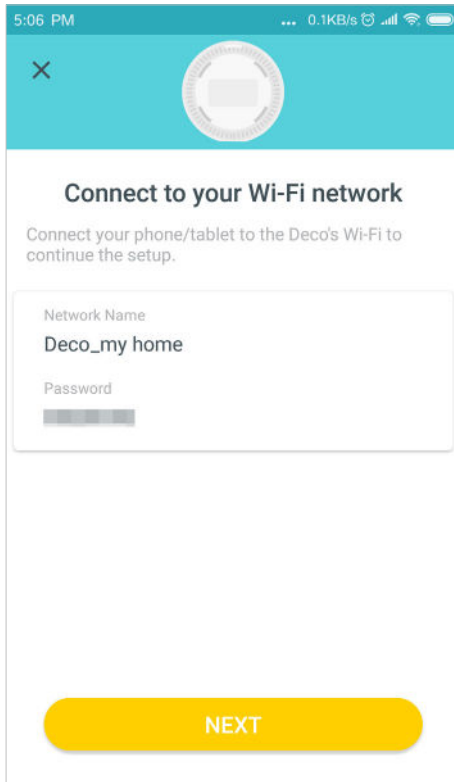 5:06 PM ... 0.1KB/s
Connect to your Wi-Fi network
Connect your phone/tablet to the Deco's Wi-Fi to
continue the setup.
Network Name
Deco_my home
Password
NEXT